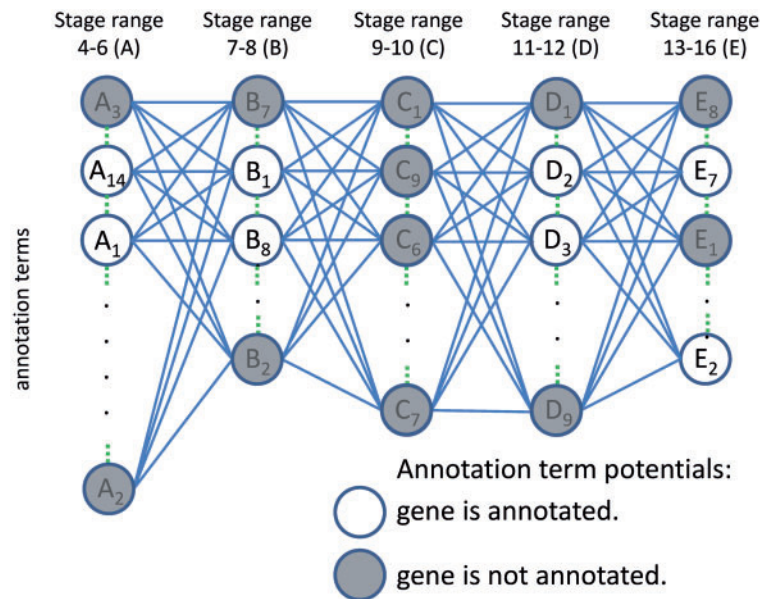 Stage range Stage range Stage range Stage range Stage range
4-6 (A) 7-8 (B) 9-10 (C) 11-12 (D) 13-16 (E)
A3 B7 C1 D1 E8
A14 B1 C9 D2 E7
A1 B8 C6 D3 E1
annotation terms
B2 E2
C7 D9
A2
Annotation term potentials:
gene is annotated.
gene is not annotated.